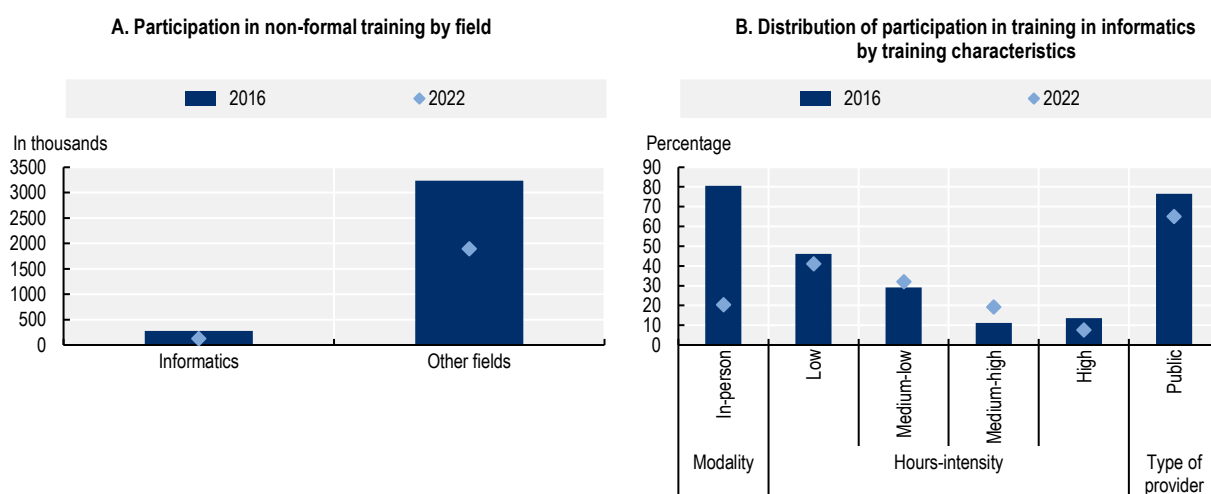 A. Participation in non-formal training by field
2016
2022
In thousands
3500
3000
2500
2000
1500
1000
500
0
Informatics
Other fields
B. Distribution of participation in training in informatics
by training characteristics
2016
2022
Percentage
90
80
70
60
50
40
30
20
10
0
In-person
Low
Medium-low
Medium-high
High
Public
Modality
Hours-intensity
Type of
provider